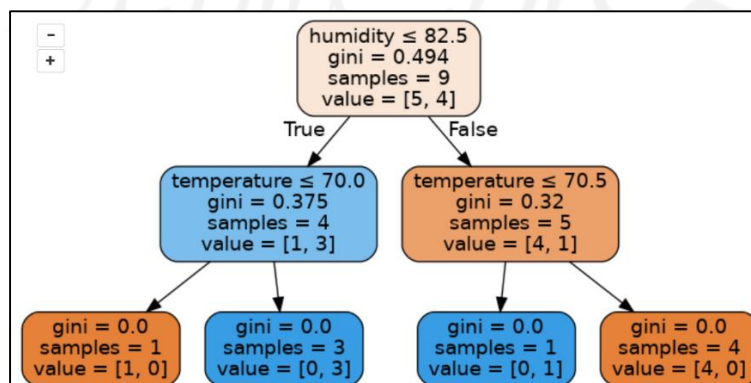 −
+
humidity ≤ 82.5
gini = 0.494
samples = 9
value = [5, 4]
True
False
temperature ≤ 70.0
gini = 0.375
samples = 4
value = [1, 3]
temperature ≤ 70.5
gini = 0.32
samples = 5
value = [4, 1]
gini = 0.0
samples = 1
value = [1, 0]
gini = 0.0
samples = 3
value = [0, 3]
gini = 0.0
samples = 1
value = [0, 1]
gini = 0.0
samples = 4
value = [4, 0]